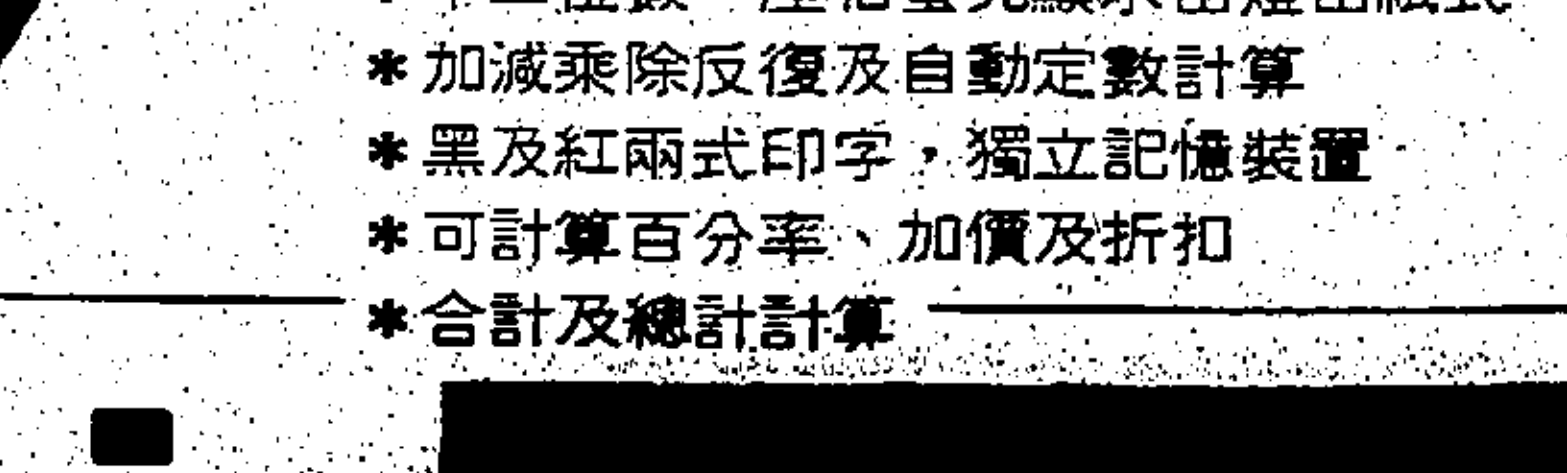 * 加減乘除反復及自動定數計算
* 黑及紅兩式印字，獨立記憶裝置
* 可計算百分率、加價及折扣
* 合計及總計計算